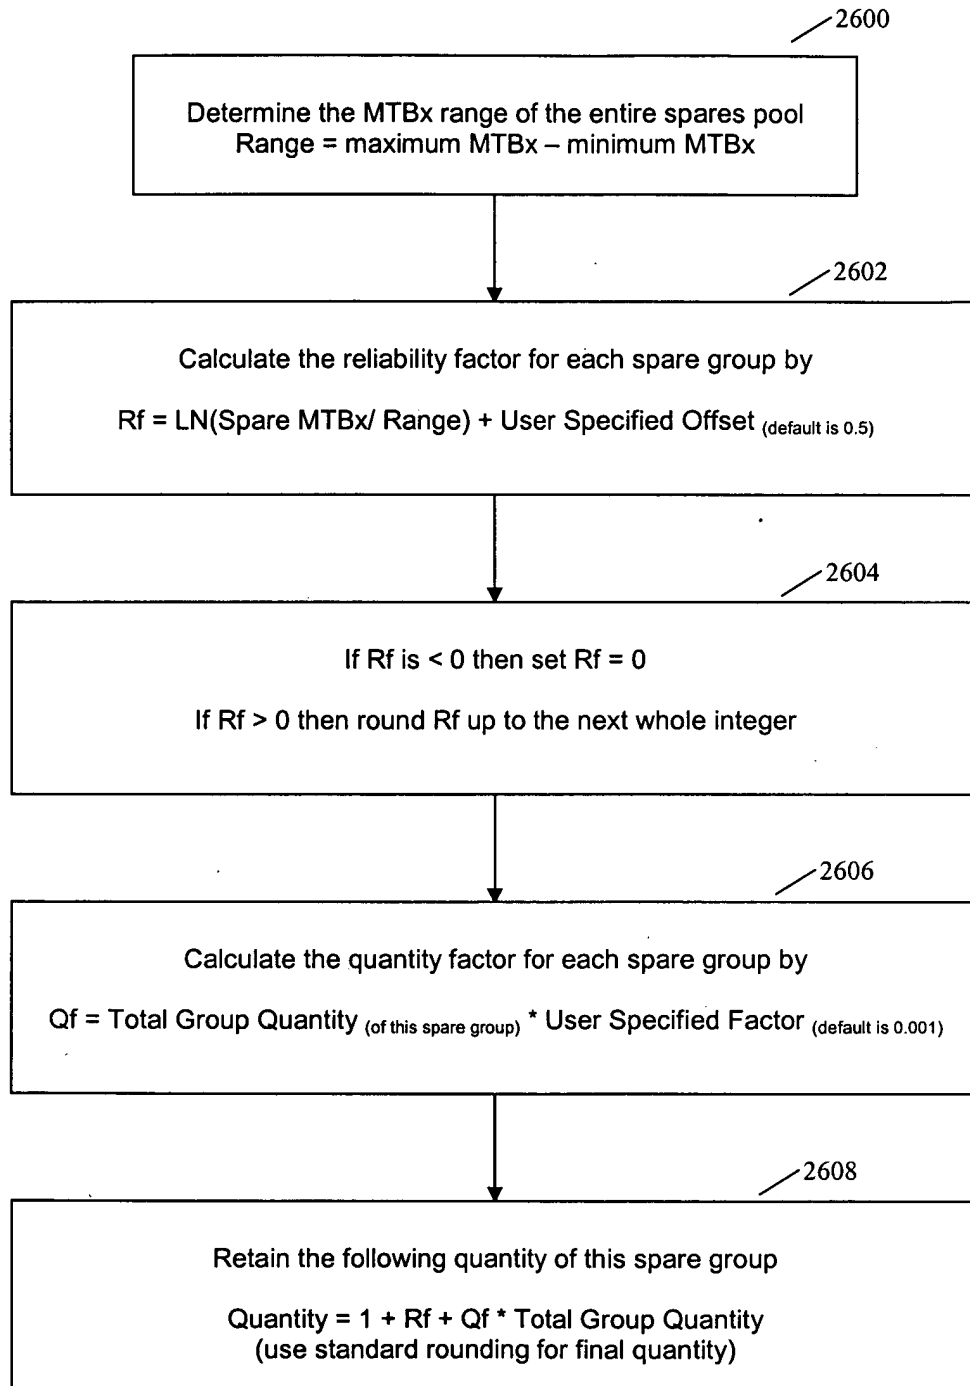 2600
Determine the MTBx range of the entire spares pool
Range = maximum MTBx – minimum MTBx
2602
Calculate the reliability factor for each spare group by
Rf = LN(Spare MTBx/ Range) + User Specified Offset (default is 0.5)
2604
If Rf is < 0 then set Rf = 0
If Rf > 0 then round Rf up to the next whole integer
2606
Calculate the quantity factor for each spare group by
Qf = Total Group Quantity (of this spare group) * User Specified Factor (default is 0.001)
2608
Retain the following quantity of this spare group
Quantity = 1 + Rf + Qf * Total Group Quantity
(use standard rounding for final quantity)